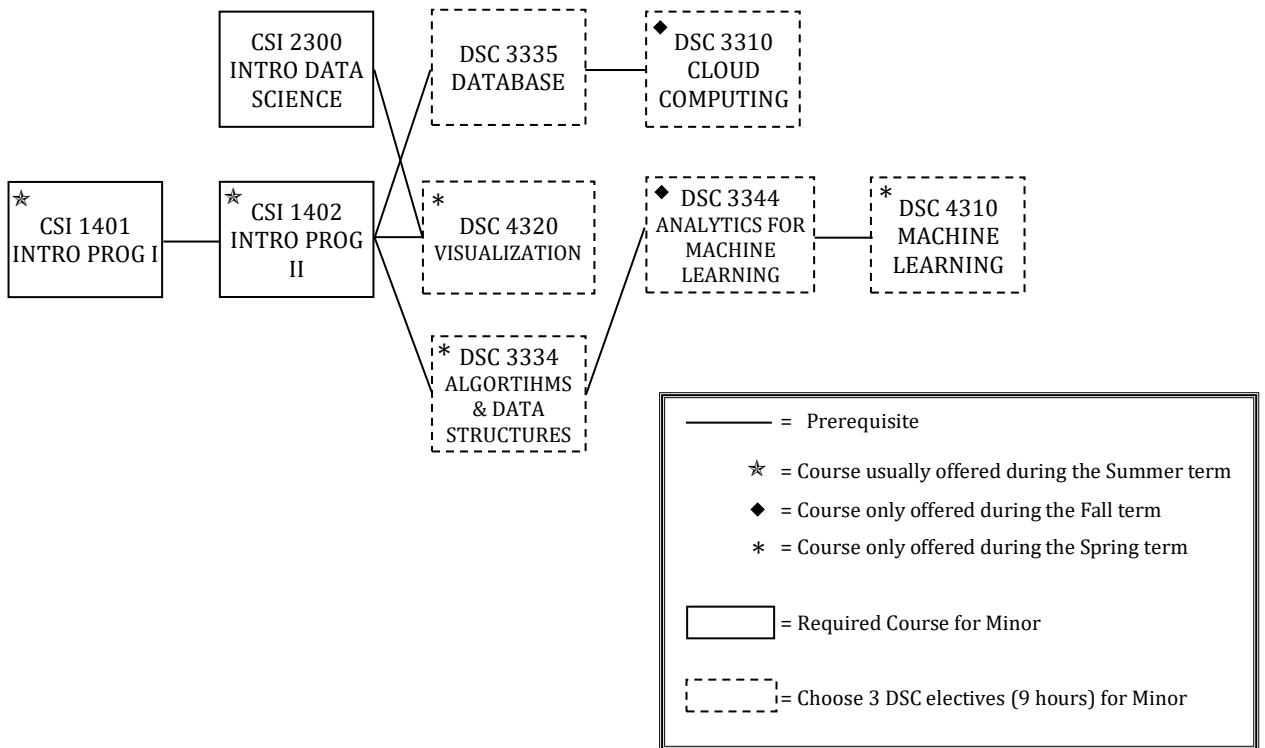 CSI 2300
INTRO DATA
SCIENCE
DSC 3335
DATABASE
◆ DSC 3310
CLOUD
COMPUTING
✯ CSI 1401
INTRO PROG I
✯ CSI 1402
INTRO PROG
II
* DSC 4320
VISUALIZATION
◆ DSC 3344
ANALYTICS FOR
MACHINE
LEARNING
* DSC 4310
MACHINE
LEARNING
* DSC 3334
ALGORTIHMS
& DATA
STRUCTURES
= Prerequisite
✯ = Course usually offered during the Summer term
◆ = Course only offered during the Fall term
* = Course only offered during the Spring term
= Required Course for Minor
= Choose 3 DSC electives (9 hours) for Minor